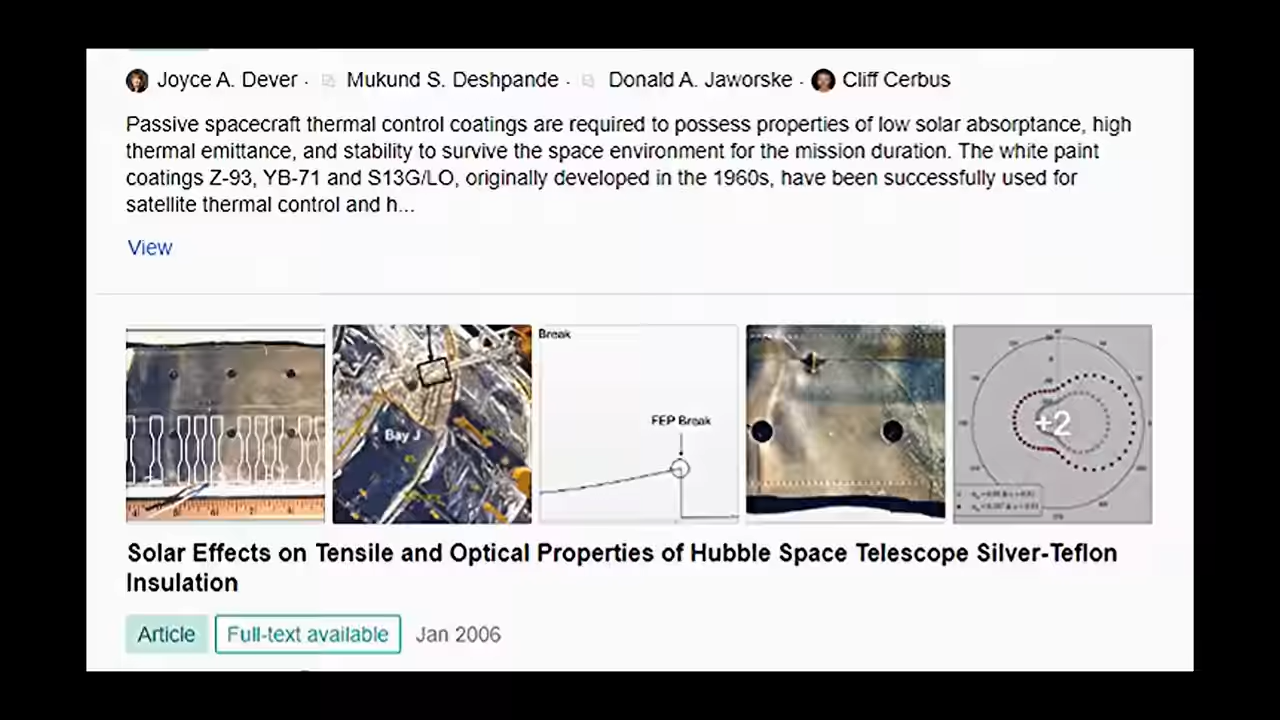 Joyce A. Dever · Mukund S. Deshpande · Donald A. Jaworske · Cliff Cerbus
Passive spacecraft thermal control coatings are required to possess properties of low solar absorptance, high
thermal emittance, and stability to survive the space environment for the mission duration. The white paint
coatings Z-93, YB-71 and S13G/LO, originally developed in the 1960s, have been successfully used for
satellite thermal control and h...
View
Break
FEP Break
Bay J
+2
Solar Effects on Tensile and Optical Properties of Hubble Space Telescope Silver-Teflon
Insulation
Article Full-text available Jan 2006